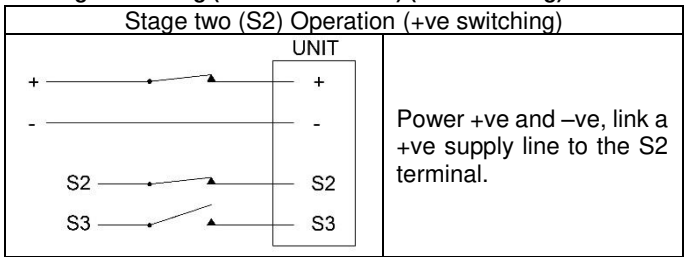 Stage two (S2) Operation (+ve switching)
UNIT
+ +
- -
S2 S2
S3 S3
Power +ve and –ve, link a
+ve supply line to the S2
terminal.